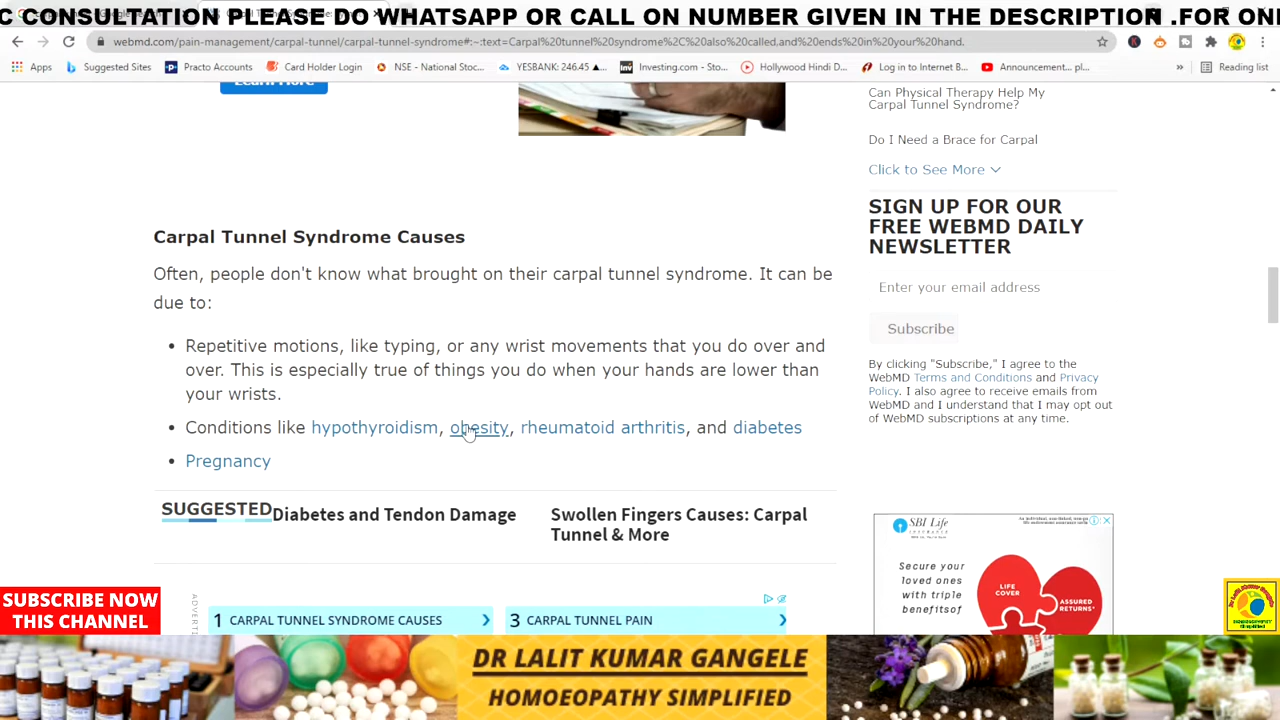 C CONSULTATION PLEASE DO WHATSAPP OR CALL ON NUMBER GIVEN IN THE DESCRIPTION .FOR ONI
webmd.com/pain-management/carpal-tunnel/carpal-tunnel-syndrome#:~:text=Carpal%20tunnel%20syndrome%2C%20also%20called,and%20ends%20in%20your%20hand.
Apps
Suggested Sites
Practo Accounts
Card Holder Login
NSE - National Stoc...
YESBANK: 246.45 ▲...
Investing.com - Sto...
Hollywood Hindi D...
Log in to Internet B...
Announcement... pl...
»
Reading list
Learn More
Can Physical Therapy Help My
Carpal Tunnel Syndrome?
Do I Need a Brace for Carpal
Click to See More
Carpal Tunnel Syndrome Causes
Often, people don't know what brought on their carpal tunnel syndrome. It can be
due to:
• Repetitive motions, like typing, or any wrist movements that you do over and
over. This is especially true of things you do when your hands are lower than
your wrists.
• Conditions like hypothyroidism, obesity, rheumatoid arthritis, and diabetes
• Pregnancy
SUGGESTED
Diabetes and Tendon Damage
Swollen Fingers Causes: Carpal
Tunnel & More
SIGN UP FOR OUR
FREE WEBMD DAILY
NEWSLETTER
Enter your email address
Subscribe
By clicking "Subscribe," I agree to the
WebMD Terms and Conditions and Privacy
Policy. I also agree to receive emails from
WebMD and I understand that I may opt out
of WebMD subscriptions at any time.
1 CARPAL TUNNEL SYNDROME CAUSES
3 CARPAL TUNNEL PAIN
SBI Life
INSURANCE
Secure your
loved ones
with triple
benefitsof
LIFE
COVER
ASSURED
RETURNS*
SUBSCRIBE NOW
THIS CHANNEL
DR LALIT KUMAR GANGELE
HOMOEOPATHY SIMPLIFIED